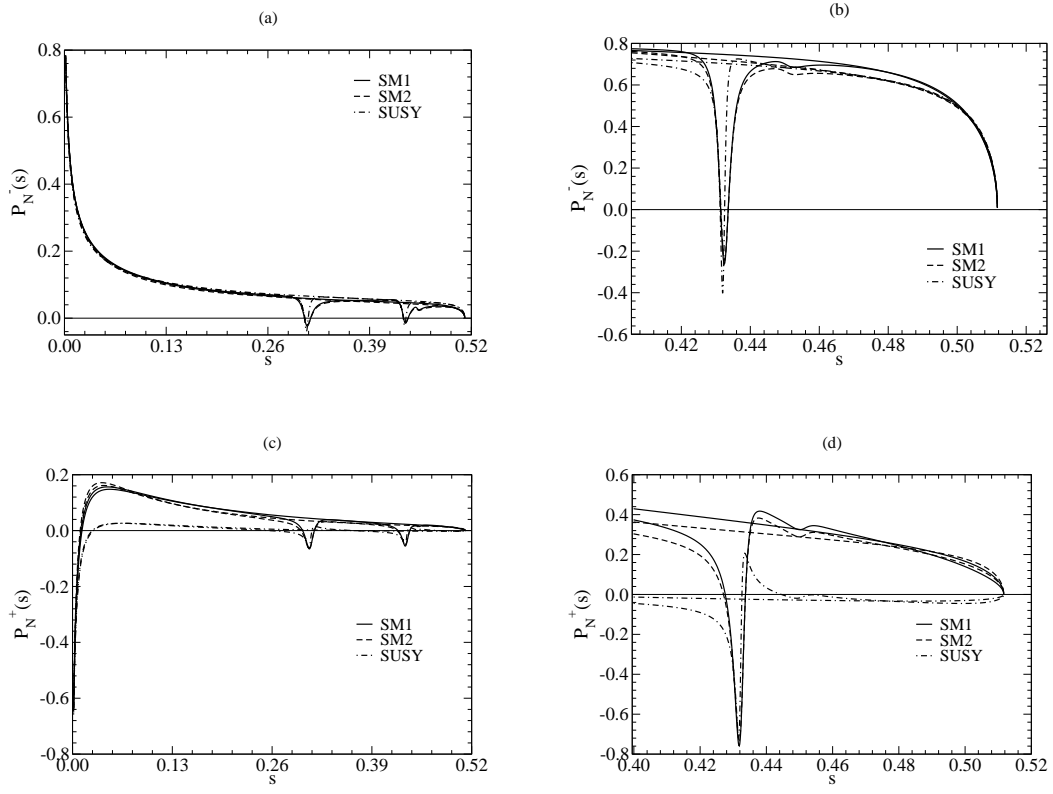 (a)
0.8
0.6
0.4
0.2
0.0
P_N^-(s)
SM1
SM2
SUSY
0.00 0.13 0.26 0.39 0.52
s
(b)
0.8
0.6
0.4
0.2
0.0
-0.2
-0.4
-0.6
P_N^-(s)
SM1
SM2
SUSY
0.42 0.44 0.46 0.48 0.50 0.52
s
(c)
0.2
0.0
-0.2
-0.4
-0.6
-0.8
P_N^+(s)
SM1
SM2
SUSY
0.00 0.13 0.26 0.39 0.52
s
(d)
0.6
0.4
0.2
0.0
-0.2
-0.4
-0.6
-0.8
P_N^+(s)
SM1
SM2
SUSY
0.40 0.42 0.44 0.46 0.48 0.50 0.52
s